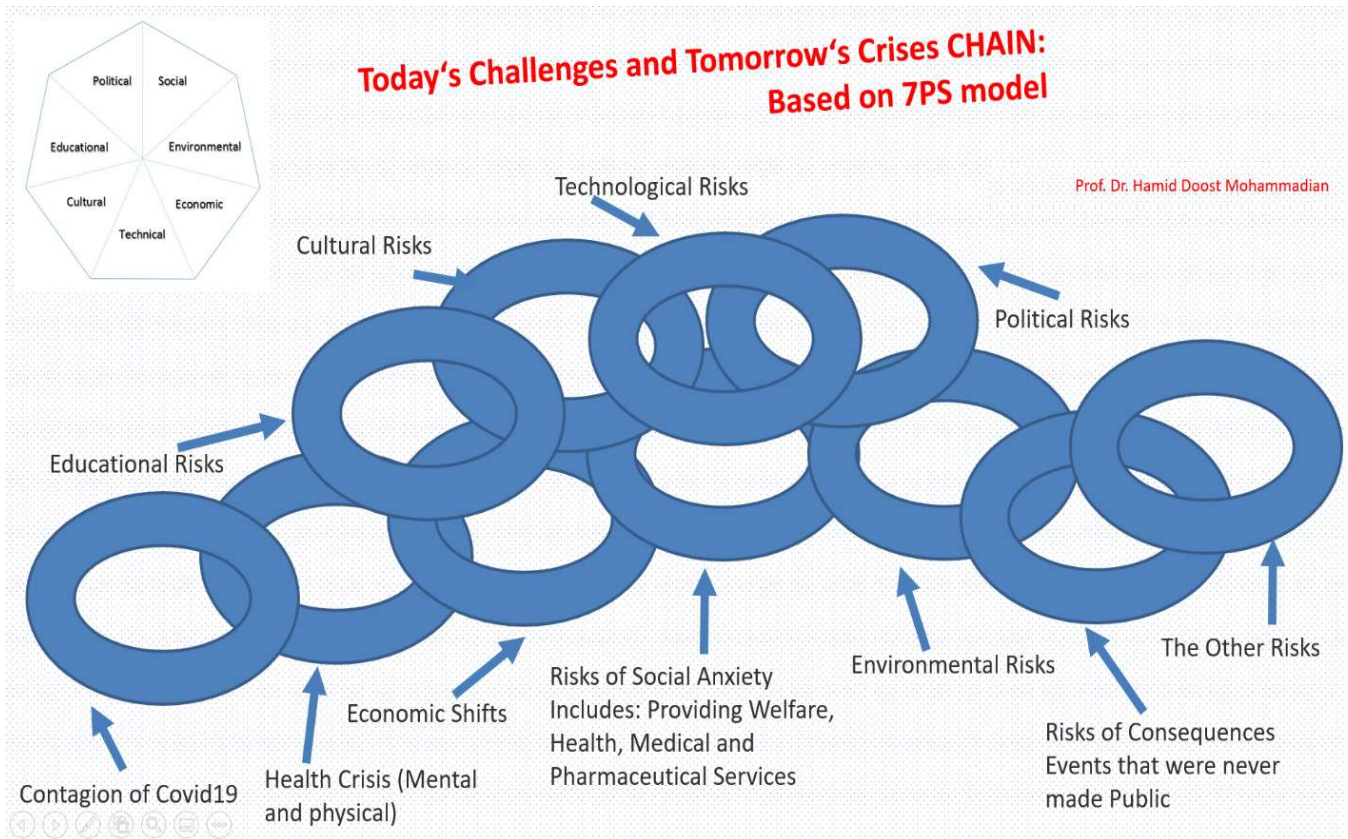 Today‘s Challenges and Tomorrow‘s Crises CHAIN:
Based on 7PS model
Prof. Dr. Hamid Doost Mohammadian
Political
Social
Educational
Environmental
Cultural
Economic
Technical
Technological Risks
Cultural Risks
Political Risks
Educational Risks
Contagion of Covid19
Health Crisis (Mental
and physical)
Economic Shifts
Risks of Social Anxiety
Includes: Providing Welfare,
Health, Medical and
Pharmaceutical Services
Environmental Risks
Risks of Consequences
Events that were never
made Public
The Other Risks